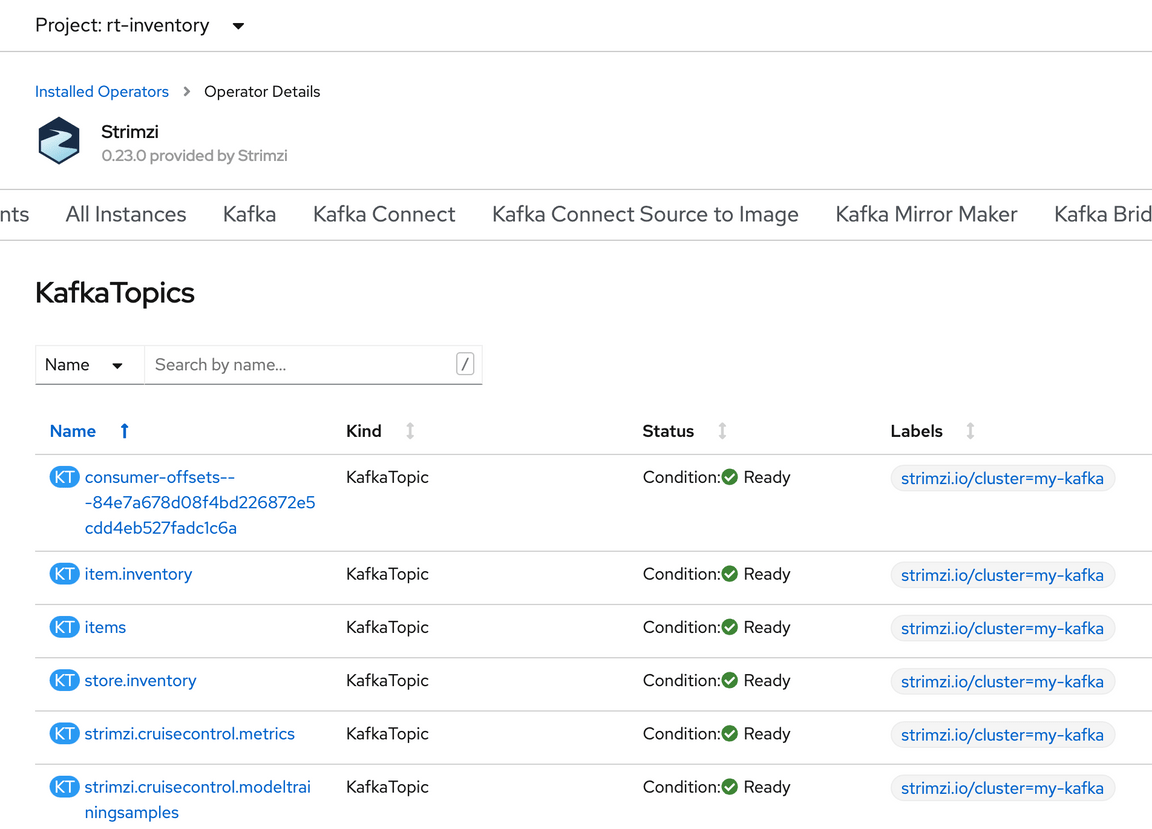 Project: rt-inventory
Installed Operators > Operator Details
Strimzi
0.23.0 provided by Strimzi
nts All Instances Kafka Kafka Connect Kafka Connect Source to Image Kafka Mirror Maker Kafka Brid
KafkaTopics
Name Search by name... /
Name Kind Status Labels
KT consumer-offsets-- KafkaTopic Condition: Ready strimzi.io/cluster=my-kafka
-84e7a678d08f4bd226872e5
cdd4eb527fadc1c6a
KT item.inventory KafkaTopic Condition: Ready strimzi.io/cluster=my-kafka
KT items KafkaTopic Condition: Ready strimzi.io/cluster=my-kafka
KT store.inventory KafkaTopic Condition: Ready strimzi.io/cluster=my-kafka
KT strimzi.cruisecontrol.metrics KafkaTopic Condition: Ready strimzi.io/cluster=my-kafka
KT strimzi.cruisecontrol.modeltrai KafkaTopic Condition: Ready strimzi.io/cluster=my-kafka
ningsamples